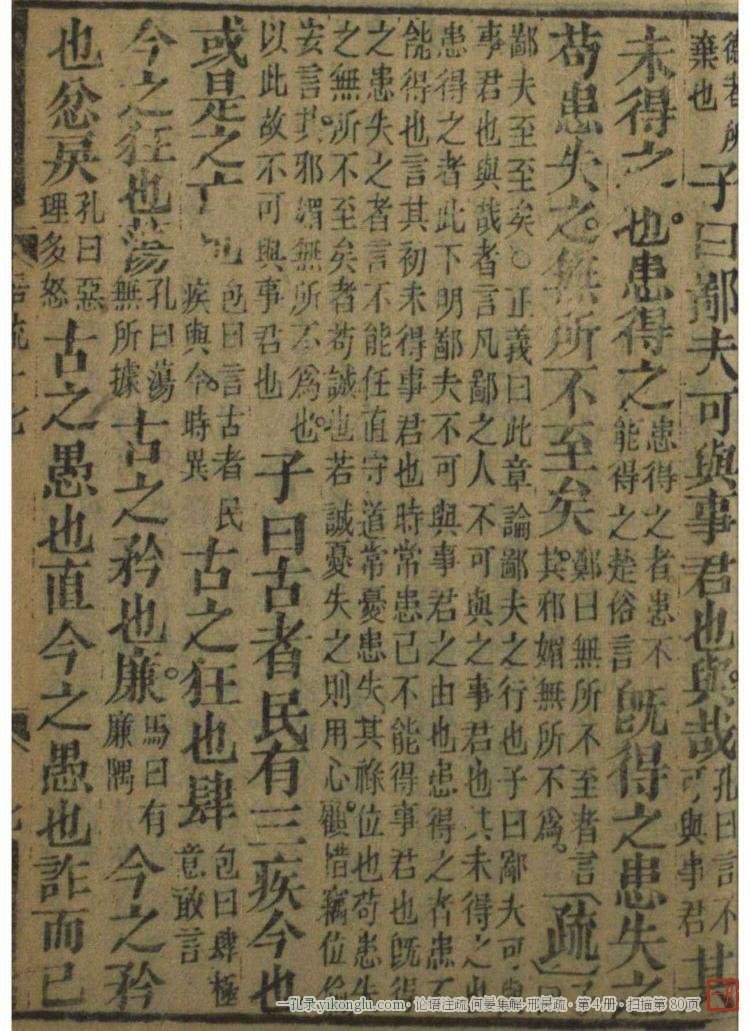 德者所棄也子曰鄙夫可與事君也與哉孔曰言不可與事君其
未得之也患得之患得之者患不能得之楚俗言既得之患失之
苟患失之無所不至矣鄭曰無所不至者言其邪媚無所不為疏
鄙夫至至矣○正義曰此章論鄙夫之行也子曰鄙夫可與
事君也與哉者言凡鄙之人不可與之事君也其未得之也
患得之者此下明鄙夫不可與事君之由也患得之者患不
能得也言其初未得事君也時常患己不能得事君也既得
之患失之者言不能任直守道常憂患失其祿位也苟患失
之無所不至矣者苟誠也若誠憂失之則用心顧惜竊位偷
安言其邪媚無所不為也
以此故不可與事君也
子曰古者民有三疾今也
或是之亡也包曰言古者民疾與今時異古之狂也肆包曰肆極意敢言
今之狂也蕩孔曰蕩無所據古之矜也廉馬曰有廉隅今之矜
也忿戾孔曰惡理多怒古之愚也直今之愚也詐而已
一孔录yikonglu.com·论语注疏.何晏集解.邢昺疏·第4册·扫描第80页